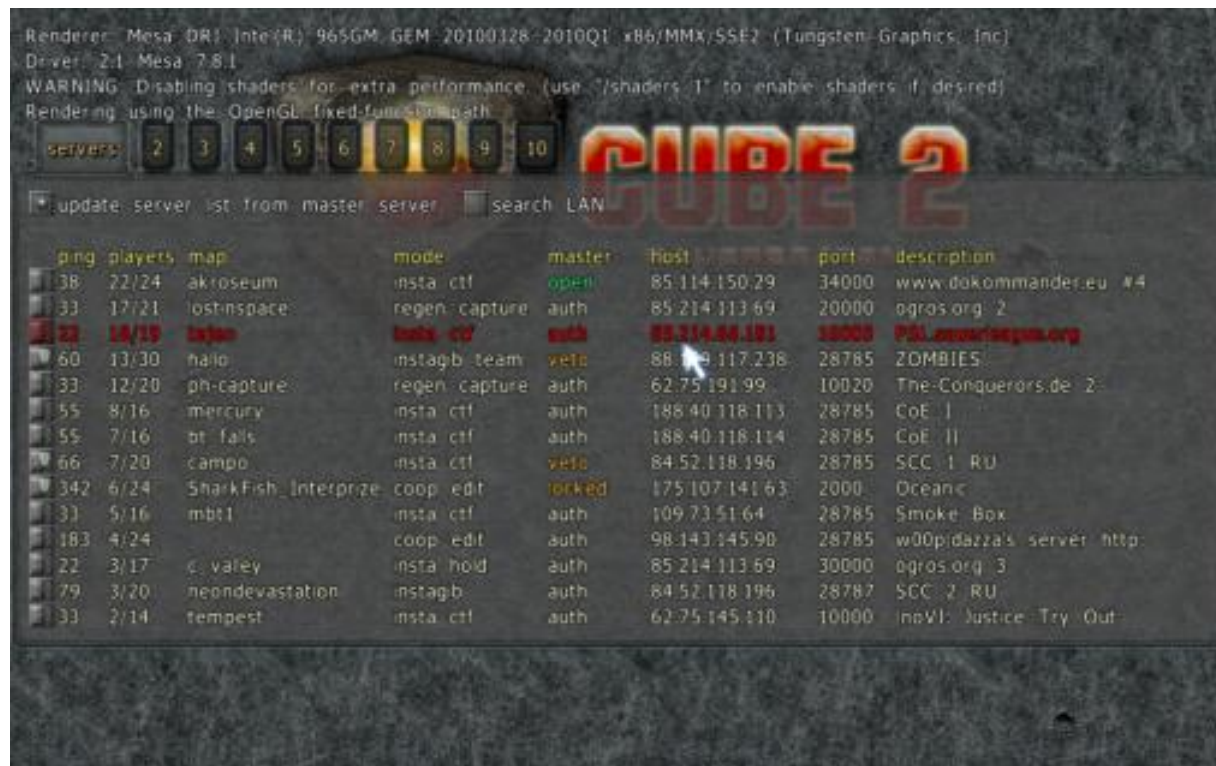 Renderer: Mesa DRI Intel(R) 965GM GEM 20100328 2010Q1 x86/MMX/SSE2 (Tungsten Graphics, Inc)
Driver: 2.1 Mesa 7.8.1
WARNING: Disabling shaders for extra performance. (use "/shaders 1" to enable shaders if desired)
Rendering using the OpenGL fixed-function path.
servers 2 3 4 5 6 7 8 9 10
CUBE 2
update server list from master server search LAN
ping players map mode master host port description
38 22/24 akroseum insta ctf open 85.114.150.29 34000 www.dokommander.eu #4
33 17/21 lostinspace regen capture auth 85.214.113.69 20000 ogros.org 2
insta ctf auth 10000
60 13/30 hallo instagib team veto 28785 ZOMBIES
33 12/20 ph-capture regen capture auth 62.75.191.99 10020 The-Conquerors.de 2
55 8/16 mercury insta ctf auth 188.40.118.113 28785 CoE I
55 7/16 bt_falls insta ctf auth 188.40.118.114 28785 CoE II
66 7/20 campo insta ctf veto 84.52.118.196 28785 SCC 1 RU
342 6/24 SharkFish_Interprize coop edit locked 175.107.141.63 2000 Oceanic
33 5/16 mbt1 insta ctf auth 109.73.51.64 28785 Smoke Box
183 4/24 coop edit auth 98.143.145.90 28785 w00p|dazza's server http:
22 3/17 c_valley insta hold auth 85.214.113.69 30000 ogros.org 3
79 3/20 neondevastation instagib auth 84.52.118.196 28787 SCC 2 RU
33 2/14 tempest insta ctf auth 62.75.145.110 10000 Justice Try Out